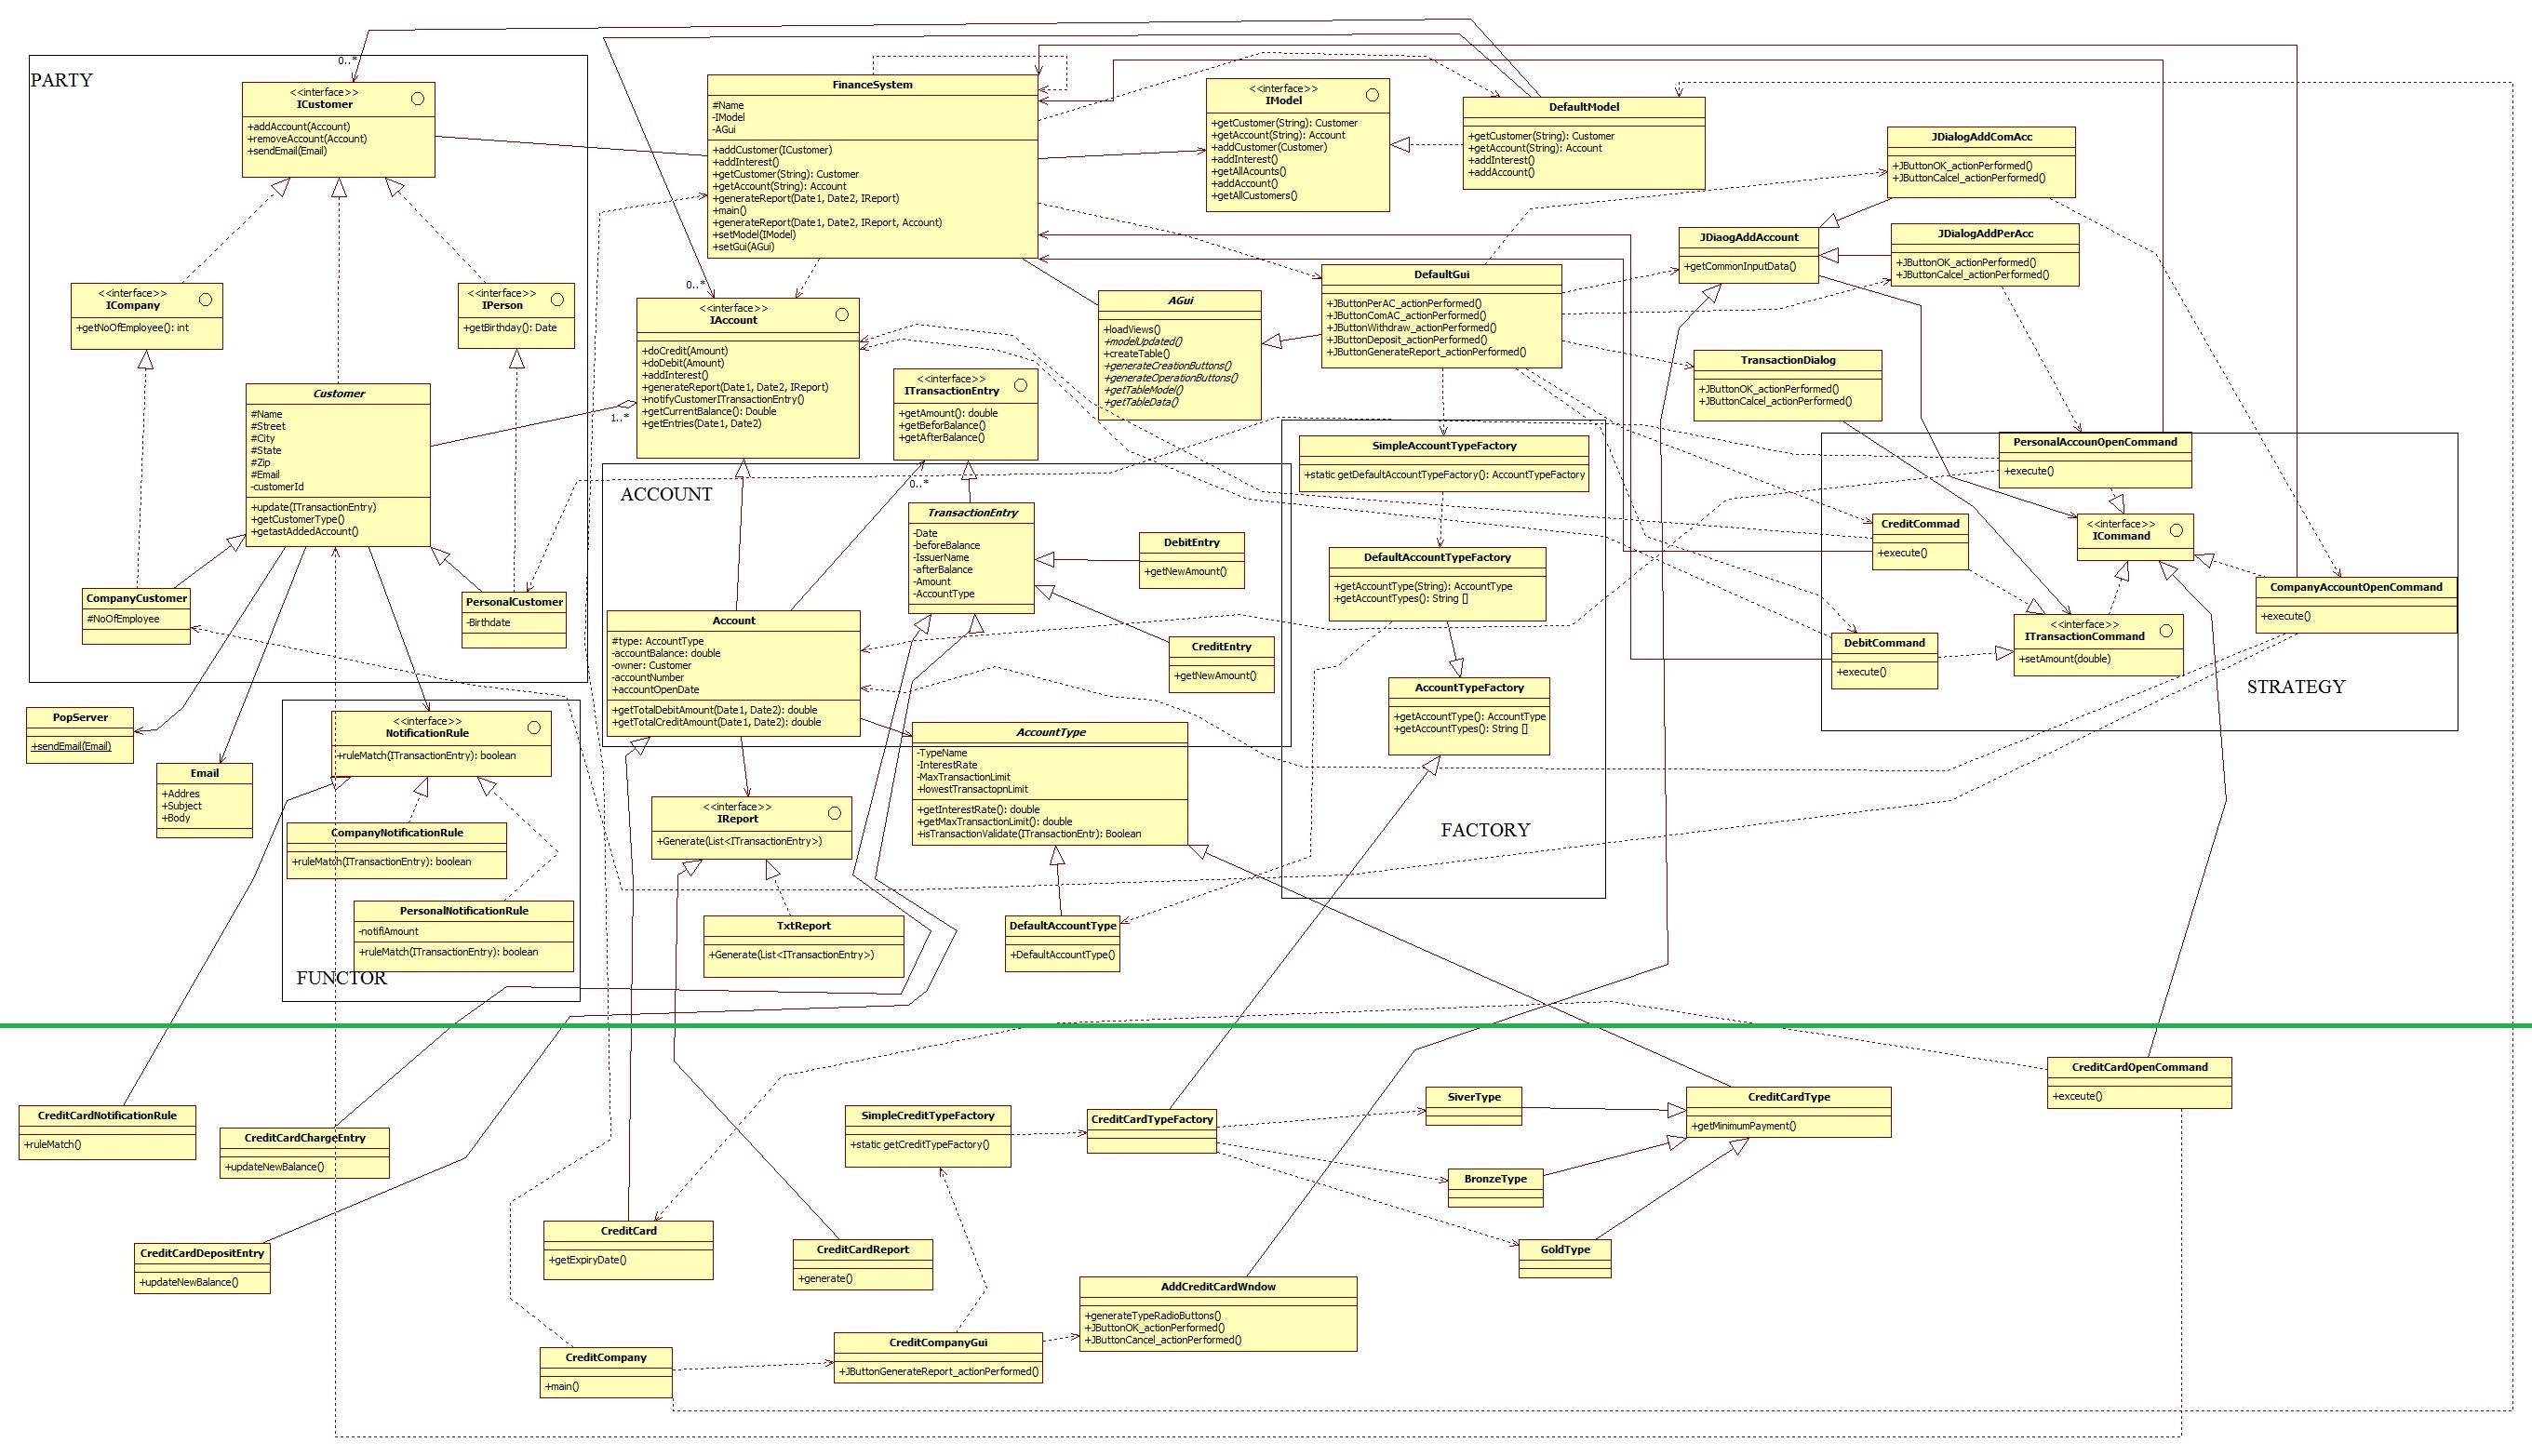 PARTY
0..*
<<interface>>
ICustomer
+addAccount(Account)
+removeAccount(Account)
+sendEmail(Email)
<<interface>>
ICompany
+getNoOfEmployee(): int
<<interface>>
IPerson
+getBirthday(): Date
Customer
#Name
#Street
#City
#State
#Zip
#Email
-customerId
+update(ITransactionEntry)
+getCustomerType()
+getastAddedAccount()
CompanyCustomer
#NoOfEmployee
PersonalCustomer
-Birthdate
PopServer
+sendEmail(Email)
Email
+Addres
+Subject
+Body
<<interface>>
NotificationRule
+ruleMatch(ITransactionEntry): boolean
CompanyNotificationRule
+ruleMatch(ITransactionEntry): boolean
PersonalNotificationRule
-notifiAmount
+ruleMatch(ITransactionEntry): boolean
FUNCTOR
FinanceSystem
#Name
-IModel
-AGui
+addCustomer(ICustomer)
+addInterest()
+getCustomer(String): Customer
+getAccount(String): Account
+generateReport(Date1, Date2, IReport)
+main()
+generateReport(Date1, Date2, IReport, Account)
+setModel(IModel)
+setGui(AGui)
<<interface>>
IModel
+getCustomer(String): Customer
+getAccount(String): Account
+addCustomer(Customer)
+addInterest()
+getAllAcounts()
+addAccount()
+getAllCustomers()
DefaultModel
+getCustomer(String): Customer
+getAccount(String): Account
+addInterest()
+addAccount()
JDialogAddComAcc
+JButtonOK_actionPerformed()
+JButtonCalcel_actionPerformed()
JDiaogAddAccount
+getCommonInputData()
JDialogAddPerAcc
+JButtonOK_actionPerformed()
+JButtonCalcel_actionPerformed()
0..*
<<interface>>
IAccount
+doCredit(Amount)
+doDebit(Amount)
+addInterest()
+generateReport(Date1, Date2, IReport)
+notifyCustomerITransactionEntry()
+getCurrentBalance(): Double
+getEntries(Date1, Date2)
1..*
<<interface>>
ITransactionEntry
+getAmount(): double
+getBeforBalance()
+getAfterBalance()
0..*
AGui
+loadViews()
+modelUpdated()
+createTable()
+generateCreationButtons()
+generateOperationButtons()
+getTableModel()
+getTableData()
DefaultGui
+JButtonPerAC_actionPerformed()
+JButtonComAC_actionPerformed()
+JButtonWithdraw_actionPerformed()
+JButtonDeposit_actionPerformed()
+JButtonGenerateReport_actionPerformed()
TransactionDialog
+JButtonOK_actionPerformed()
+JButtonCalcel_actionPerformed()
ACCOUNT
TransactionEntry
-Date
-beforeBalance
-IssuerName
-afterBalance
-Amount
-AccountType
DebitEntry
+getNewAmount()
CreditEntry
+getNewAmount()
Account
#type: AccountType
-accountBalance: double
-owner: Customer
-accountNumber
+accountOpenDate
+getTotalDebitAmount(Date1, Date2): double
+getTotalCreditAmount(Date1, Date2): double
AccountType
-TypeName
-InterestRate
-MaxTransactionLimit
+lowestTransactopnLimit
+getInterestRate(): double
+getMaxTransactionLimit(): double
+isTransactionValidate(ITransactionEntr): Boolean
<<interface>>
IReport
+Generate(List<ITransactionEntry>)
TxtReport
+Generate(List<ITransactionEntry>)
DefaultAccountType
+DefaultAccountType()
SimpleAccountTypeFactory
+static getDefaultAccountTypeFactory(): AccountTypeFactory
DefaultAccountTypeFactory
+getAccountType(String): AccountType
+getAccountTypes(): String []
AccountTypeFactory
+getAccountType(): AccountType
+getAccountTypes(): String []
FACTORY
PersonalAccounOpenCommand
+execute()
CreditCommad
+execute()
<<interface>>
ICommand
CompanyAccountOpenCommand
+execute()
<<interface>>
ITransactionCommand
+setAmount(double)
DebitCommand
+execute()
STRATEGY
CreditCardNotificationRule
+ruleMatch()
CreditCardChargeEntry
+updateNewBalance()
CreditCardDepositEntry
+updateNewBalance()
CreditCard
+getExpiryDate()
CreditCardReport
+generate()
SimpleCreditTypeFactory
+static getCreditTypeFactory()
CreditCardTypeFactory
SiverType
BronzeType
GoldType
CreditCardType
+getMinimumPayment()
CreditCardOpenCommand
+exceute()
AddCreditCardWndow
+generateTypeRadioButtons()
+JButtonOK_actionPerformed()
+JButtonCancel_actionPerformed()
CreditCompany
+main()
CreditCompanyGui
+JButtonGenerateReport_actionPerformed()